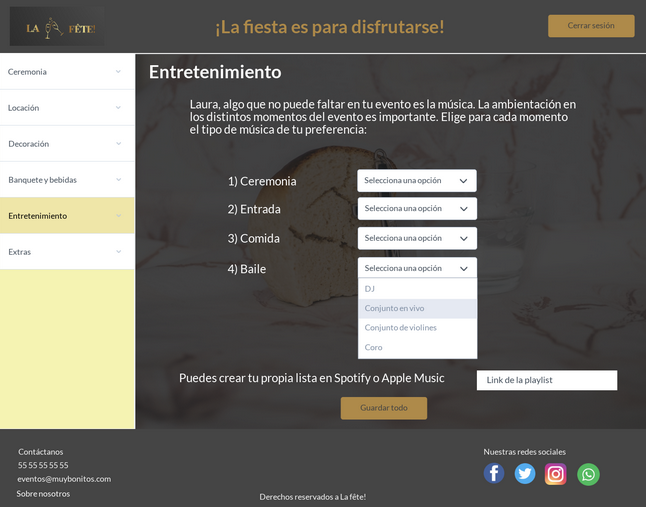 LA FÊTE!
¡La fiesta es para disfrutarse!
Cerrar sesión
Ceremonia
Locación
Decoración
Banquete y bebidas
Entretenimiento
Extras
Entretenimiento
Laura, algo que no puede faltar en tu evento es la música. La ambientación en
los distintos momentos del evento es importante. Elige para cada momento
el tipo de música de tu preferencia:
1) Ceremonia
Selecciona una opción
2) Entrada
Selecciona una opción
3) Comida
Selecciona una opción
4) Baile
Selecciona una opción
DJ
Conjunto en vivo
Conjunto de violines
Coro
Puedes crear tu propia lista en Spotify o Apple Music
Link de la playlist
Guardar todo
Contáctanos
55 55 55 55 55
eventos@muybonitos.com
Sobre nosotros
Derechos reservados a La fête!
Nuestras redes sociales